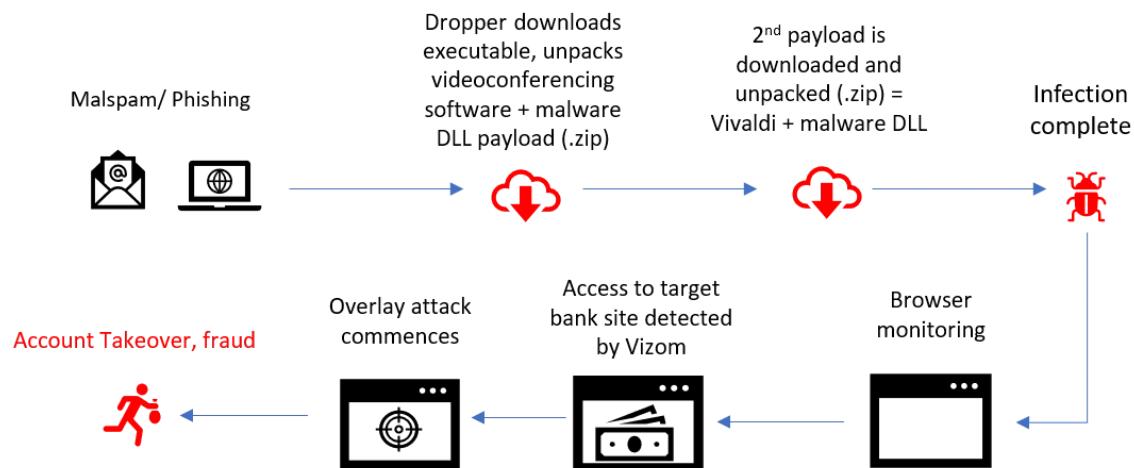 Malspam/ Phishing
Dropper downloads
executable, unpacks
videoconferencing
software + malware
DLL payload (.zip)
2nd payload is
downloaded and
unpacked (.zip) =
Vivaldi + malware DLL
Infection
complete
Browser
monitoring
Access to target
bank site detected
by Vizom
Overlay attack
commences
Account Takeover, fraud